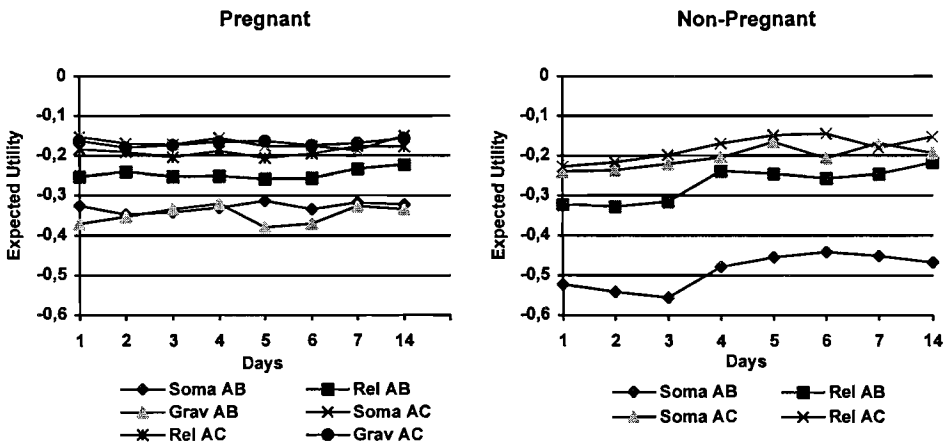 Pregnant
0
-0,1
-0,2
-0,3
-0,4
-0,5
-0,6
Expected Utility
1 2 3 4 5 6 7 14
Days
Soma AB Rel AB
Grav AB Soma AC
Rel AC Grav AC
Non-Pregnant
0
-0,1
-0,2
-0,3
-0,4
-0,5
-0,6
Expected Utility
1 2 3 4 5 6 7 14
Days
Soma AB Rel AB
Soma AC Rel AC